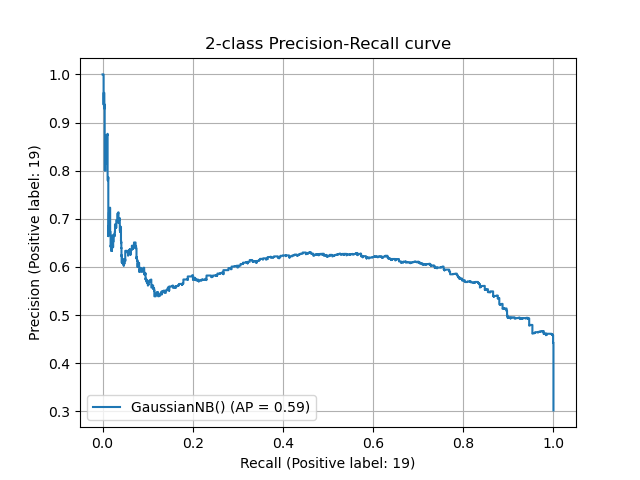 2-class Precision-Recall curve
1.0
0.9
0.8
0.7
0.6
0.5
0.4
0.3
Precision (Positive label: 19)
GaussianNB() (AP = 0.59)
0.0 0.2 0.4 0.6 0.8 1.0
Recall (Positive label: 19)